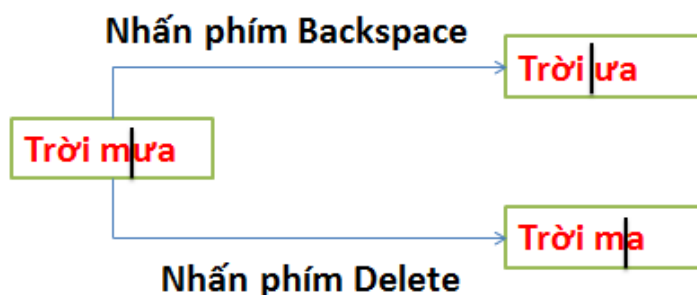 Nhấn phím Backspace
Trời ưa
Trời mưa
Trời ma
Nhấn phím Delete